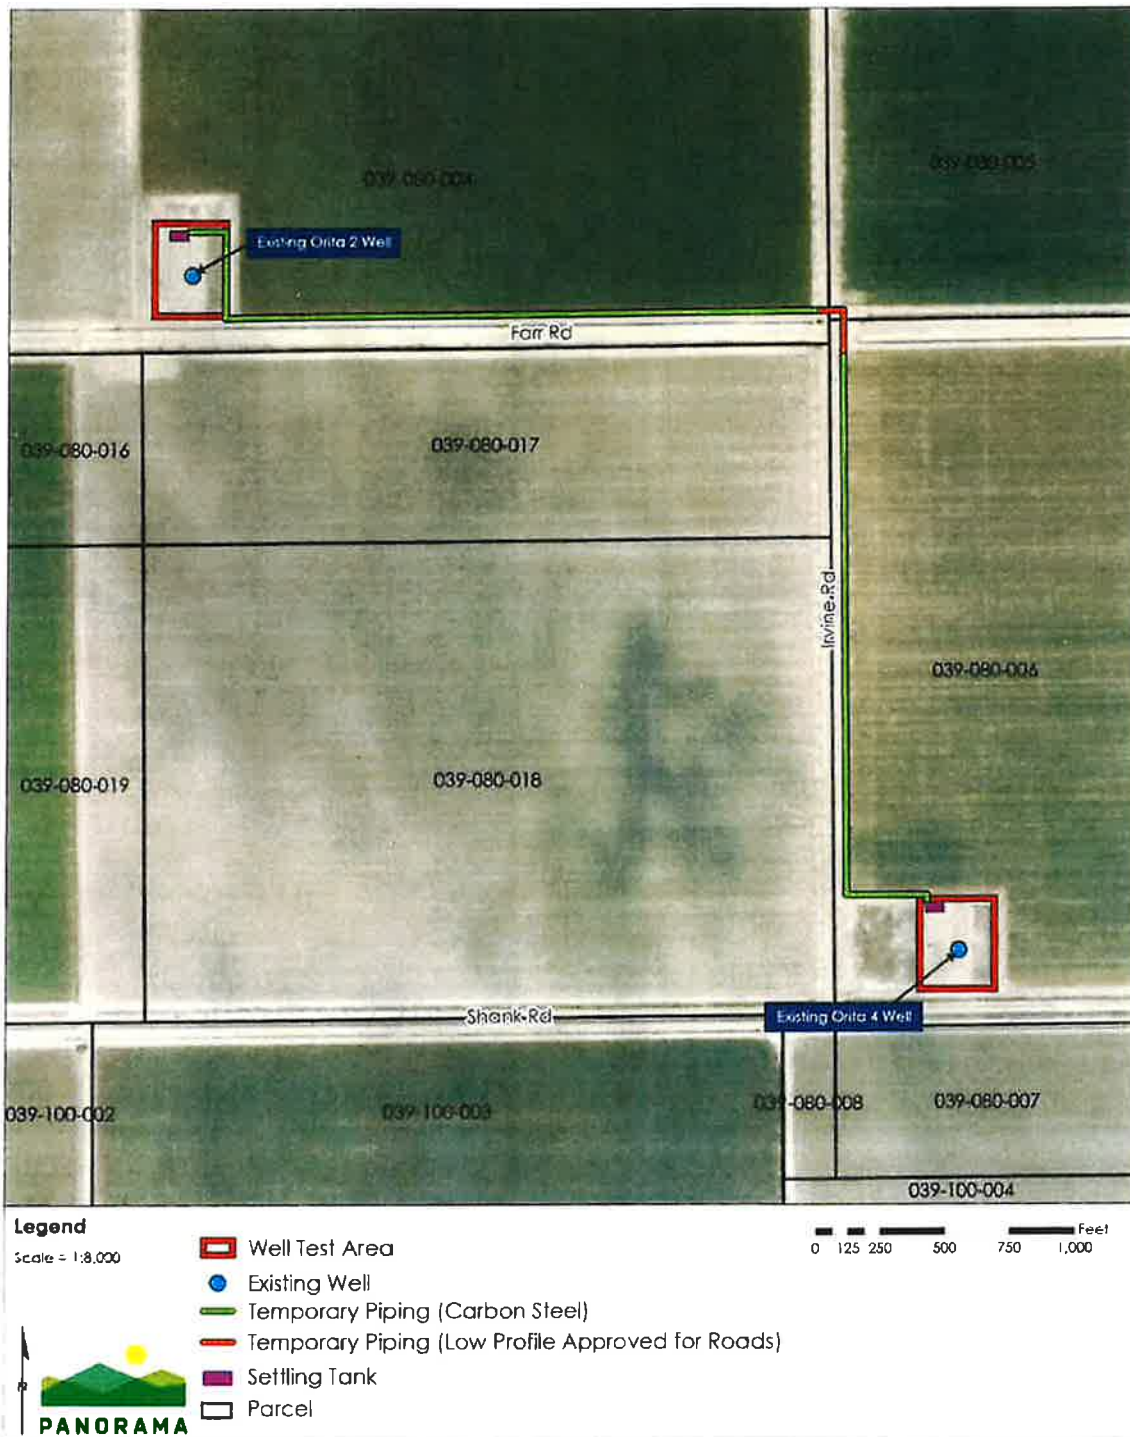 039-080-004
039-080-005
Existing Orita 2 Well
Farr Rd
039-080-016
039-080-017
Irvine Rd
039-080-006
039-080-019
039-080-018
Existing Orita 4 Well
Shank Rd
039-100-002
039-100-003
039-080-008
039-080-007
039-100-004
Legend
Scale = 1:8,000
Well Test Area
Existing Well
Temporary Piping (Carbon Steel)
Temporary Piping (Low Profile Approved for Roads)
Settling Tank
Parcel
Feet
0 125 250 500 750 1,000
N
PANORAMA